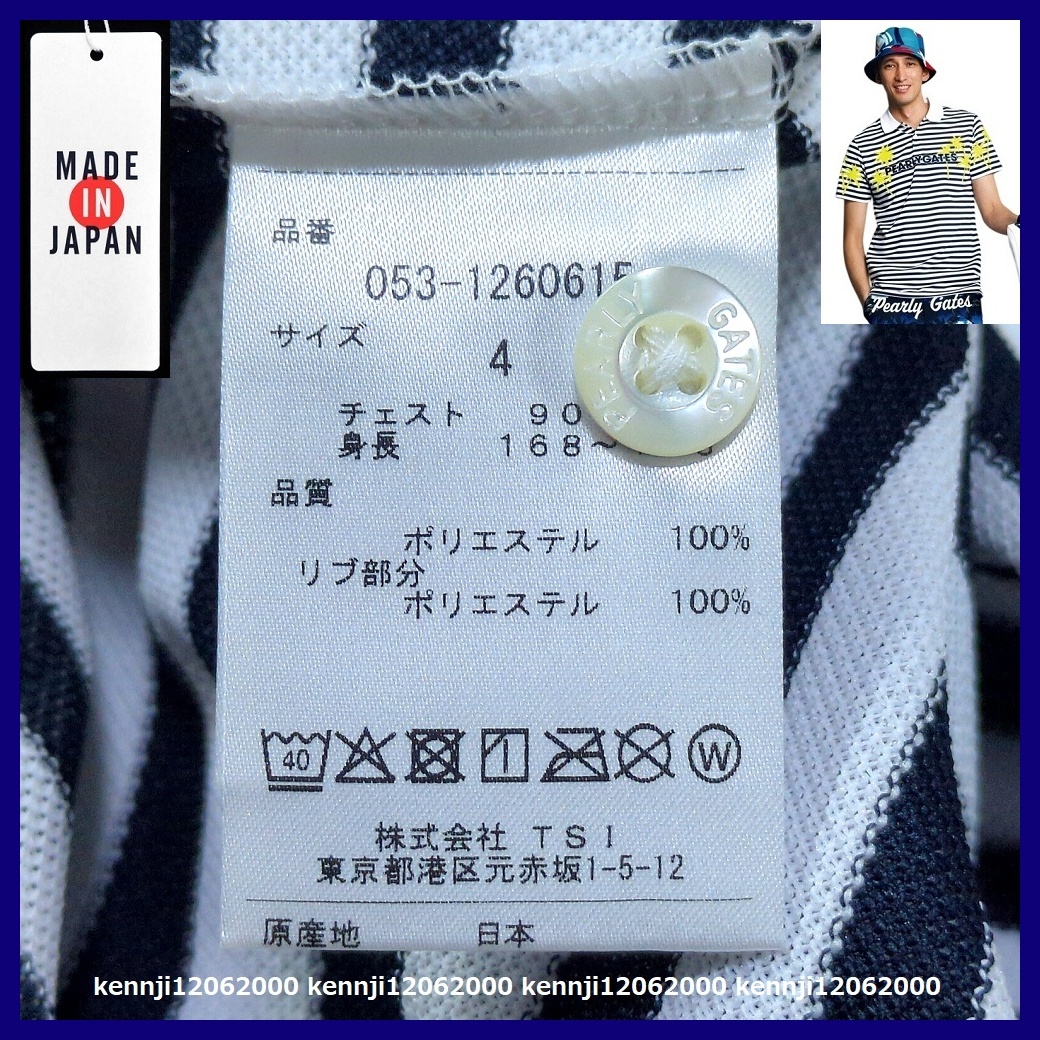 MADE
IN
JAPAN
PEARLYGATES
Pearly Gates
品番
053-1260615
サイズ
4
PEARLY GATES
チェスト 90
身長 168~
品質
ポリエステル 100%
リブ部分
ポリエステル 100%
40
W
株式会社 TSI
東京都港区元赤坂1-5-12
原産地 日本
kennji12062000 kennji12062000 kennji12062000 kennji12062000